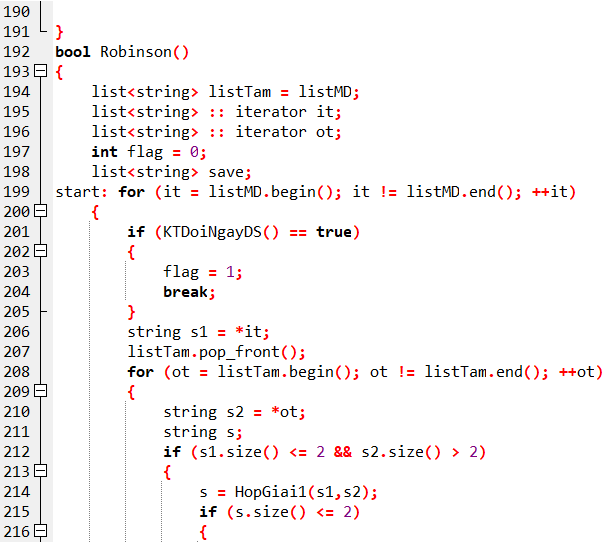 190
191 }
192 bool Robinson()
193 {
194 list<string> listTam = listMD;
195 list<string> :: iterator it;
196 list<string> :: iterator ot;
197 int flag = 0;
198 list<string> save;
199 start: for (it = listMD.begin(); it != listMD.end(); ++it)
200 {
201 if (KTDoiNgayDS() == true)
202 {
203 flag = 1;
204 break;
205 }
206 string s1 = *it;
207 listTam.pop_front();
208 for (ot = listTam.begin(); ot != listTam.end(); ++ot)
209 {
210 string s2 = *ot;
211 string s;
212 if (s1.size() <= 2 && s2.size() > 2)
213 {
214 s = HopGiai1(s1,s2);
215 if (s.size() <= 2)
216 {